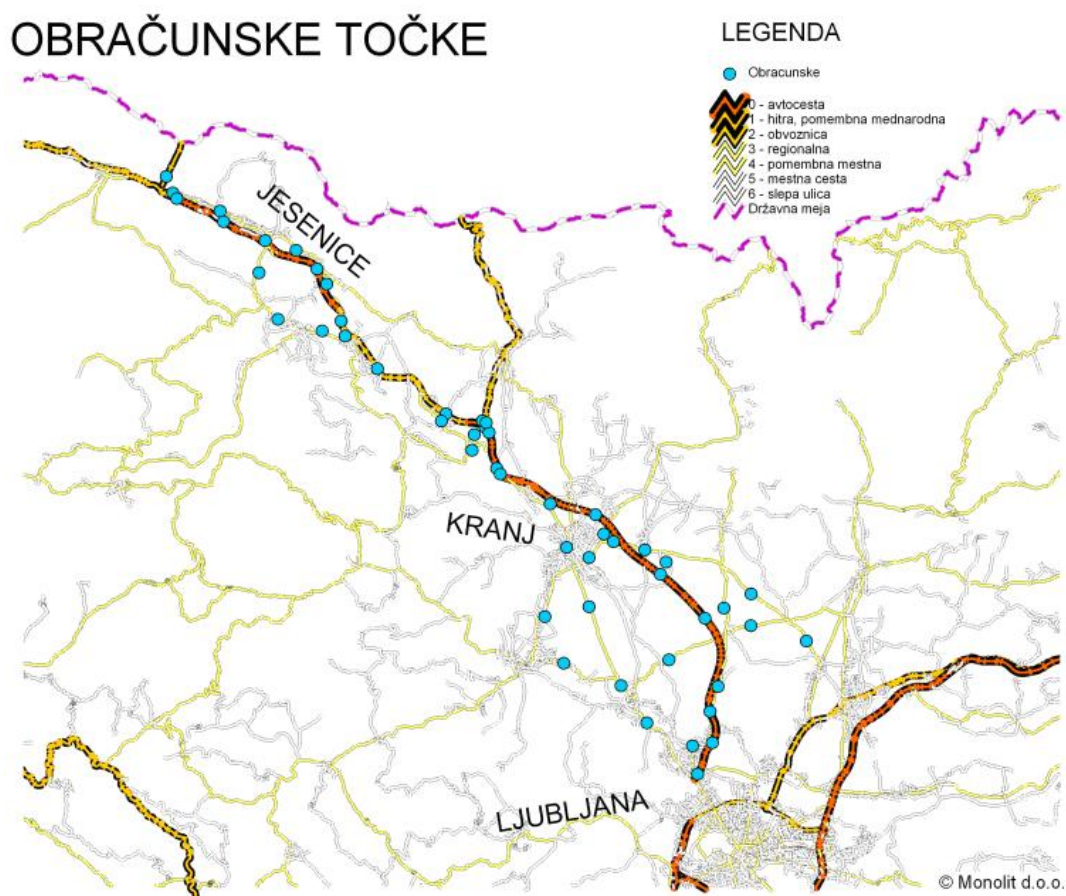 OBRAČUNSKE TOČKE
LEGENDA
Obracunske
0 - avtocesta
1 - hitra, pomembna mednarodna
2 - obvoznica
3 - regionalna
4 - pomembna mestna
5 - mestna cesta
6 - slepa ulica
Državna meja
JESENICE
KRANJ
LJUBLJANA
© Monolit d.o.o.